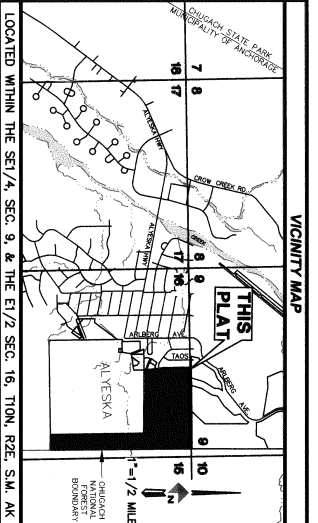 VICINITY MAP
CHUGACH STATE PARK
MUNICIPALITY OF ANCHORAGE
7
8
18
17
ALYESKA HWY
CROW CREEK RD
CREEK
ALYESKA HWY
8
9
17
16
THIS
PLAT
ARLBERG AVE
ARLBERG AVE
TAOS
ALYESKA
9
10
15
N
1"=1/2 MILE
CHUGACH
NATIONAL
FOREST
BOUNDARY
LOCATED WITHIN THE SE1/4, SEC. 9, & THE E1/2 SEC. 16, T10N, R2E, S.M. AK